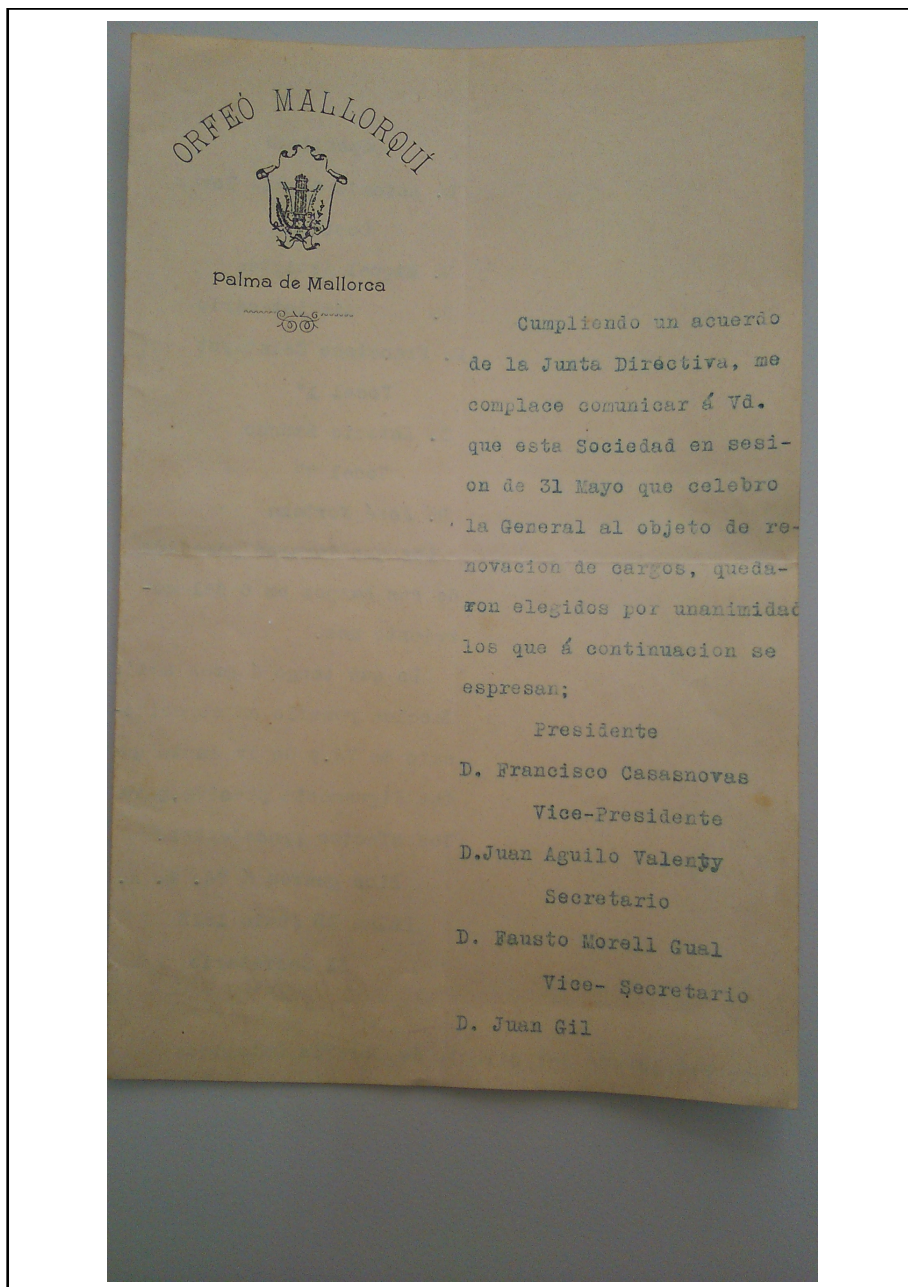 ORFEÓ MALLORQUÍ
Palma de Mallorca
Cumpliendo un acuerdo
de la Junta Directiva, me
complace comunicar á Vd.
que esta Sociedad en sesi-
on de 31 Mayo que celebro
la General al objeto de re-
novacion de cargos, queda-
ron elegidos por unanimidad
los que á continuacion se
espresan;
Presidente
D. Francisco Casasnovas
Vice-Presidente
D.Juan Aguilo Valenty
Secretario
D. Fausto Morell Gual
Vice- Secretario
D. Juan Gil